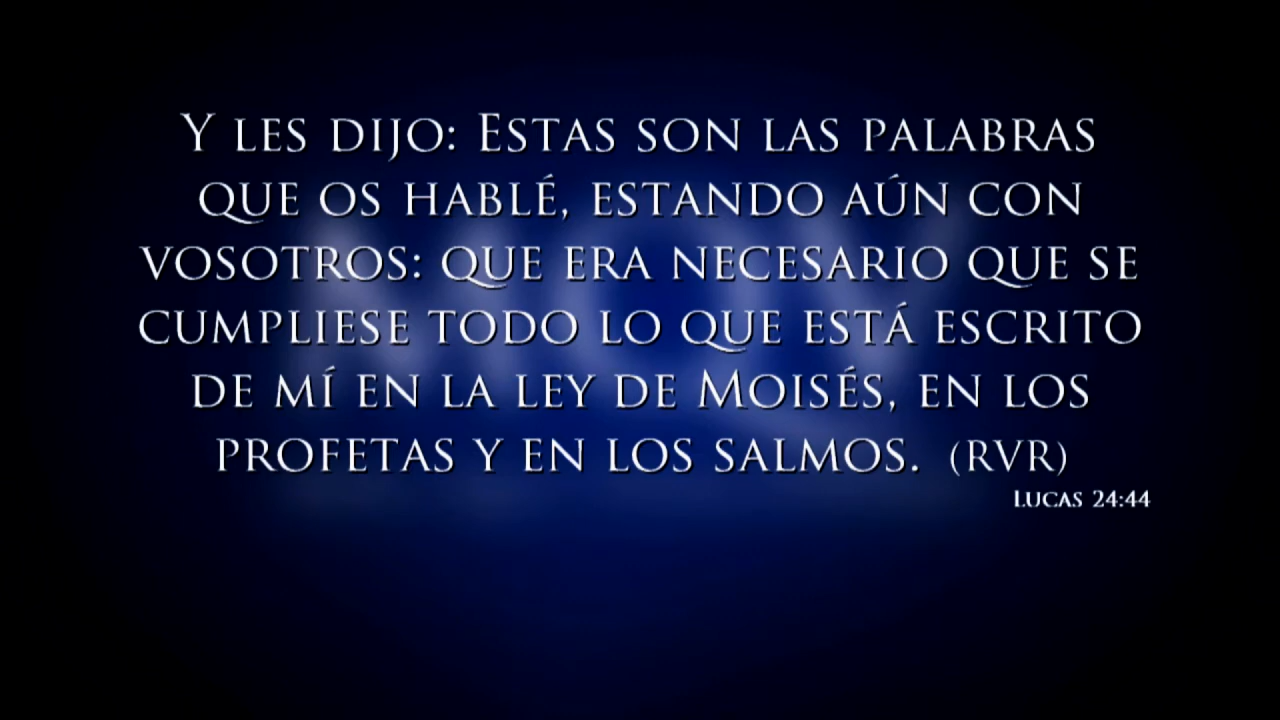 Y les dijo: Estas son las palabras
que os hablé, estando aún con
vosotros: que era necesario que se
cumpliese todo lo que está escrito
de mí en la ley de Moisés, en los
profetas y en los salmos. (RVR)
Lucas 24:44